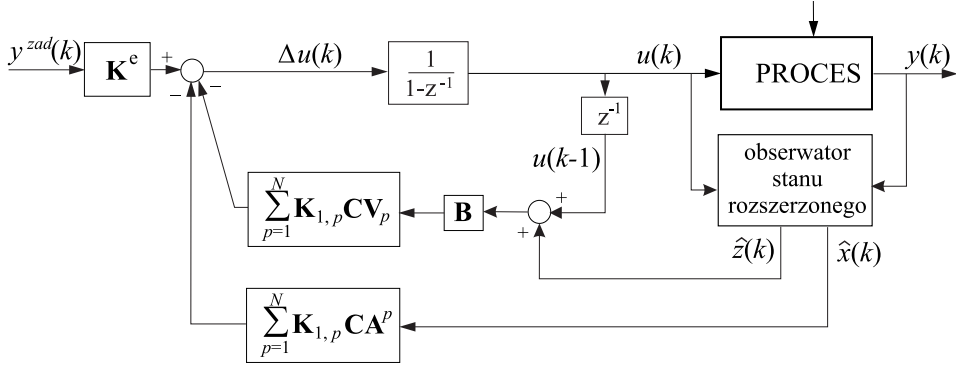 y^{zad}(k)
K^e
+
−
−
Δu(k)
1
1-z^{-1}
u(k)
PROCES
y(k)
z^{-1}
u(k-1)
obserwator
stanu
rozszerzonego
ẑ(k)
x̂(k)
+
+
B
∑_{p=1}^{N} K_{1, p} CV_p
∑_{p=1}^{N} K_{1, p} CA^p